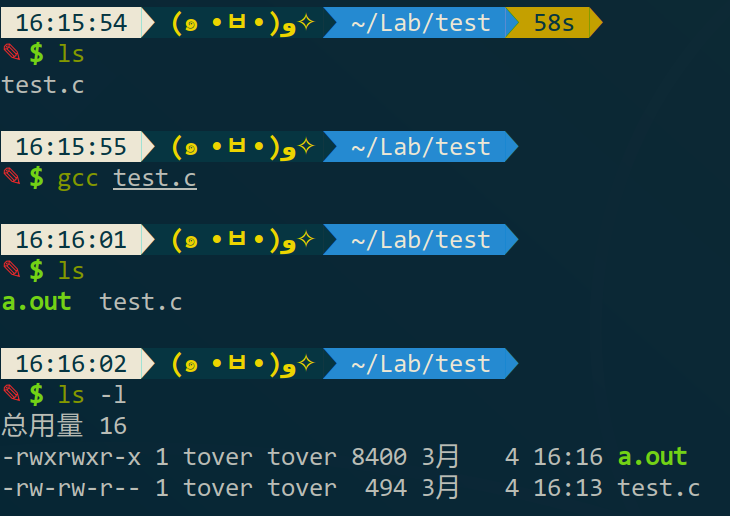 16:15:54 (๑•̀ㅂ•́)و✧ ~/Lab/test 58s
✎ $ ls
test.c
16:15:55 (๑•̀ㅂ•́)و✧ ~/Lab/test
✎ $ gcc test.c
16:16:01 (๑•̀ㅂ•́)و✧ ~/Lab/test
✎ $ ls
a.out  test.c
16:16:02 (๑•̀ㅂ•́)و✧ ~/Lab/test
✎ $ ls -l
总用量 16
-rwxrwxr-x 1 tover tover 8400 3月   4 16:16 a.out
-rw-rw-r-- 1 tover tover  494 3月   4 16:13 test.c